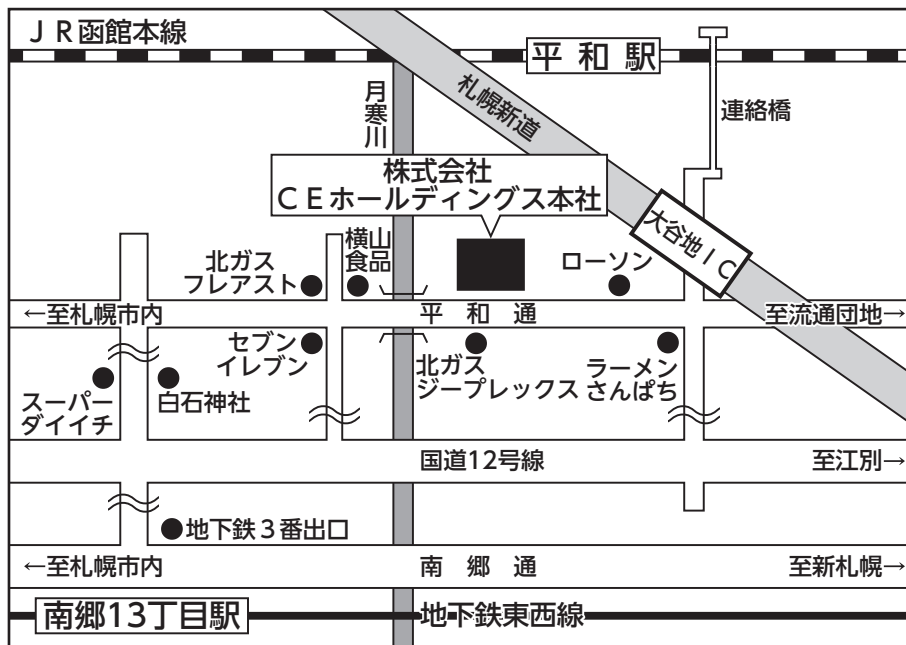 ＪＲ函館本線
平和駅
月寒川
札幌新道
連絡橋
株式会社
ＣＥホールディングス本社
大谷地ＩＣ
北ガス
フレアスト
横山
食品
ローソン
←至札幌市内
平和通
至流通団地→
セブン
イレブン
北ガス
ジープレックス
ラーメン
さんぱち
スーパー
ダイイチ
白石神社
国道12号線
至江別→
地下鉄３番出口
←至札幌市内
南郷通
至新札幌→
南郷13丁目駅
地下鉄東西線